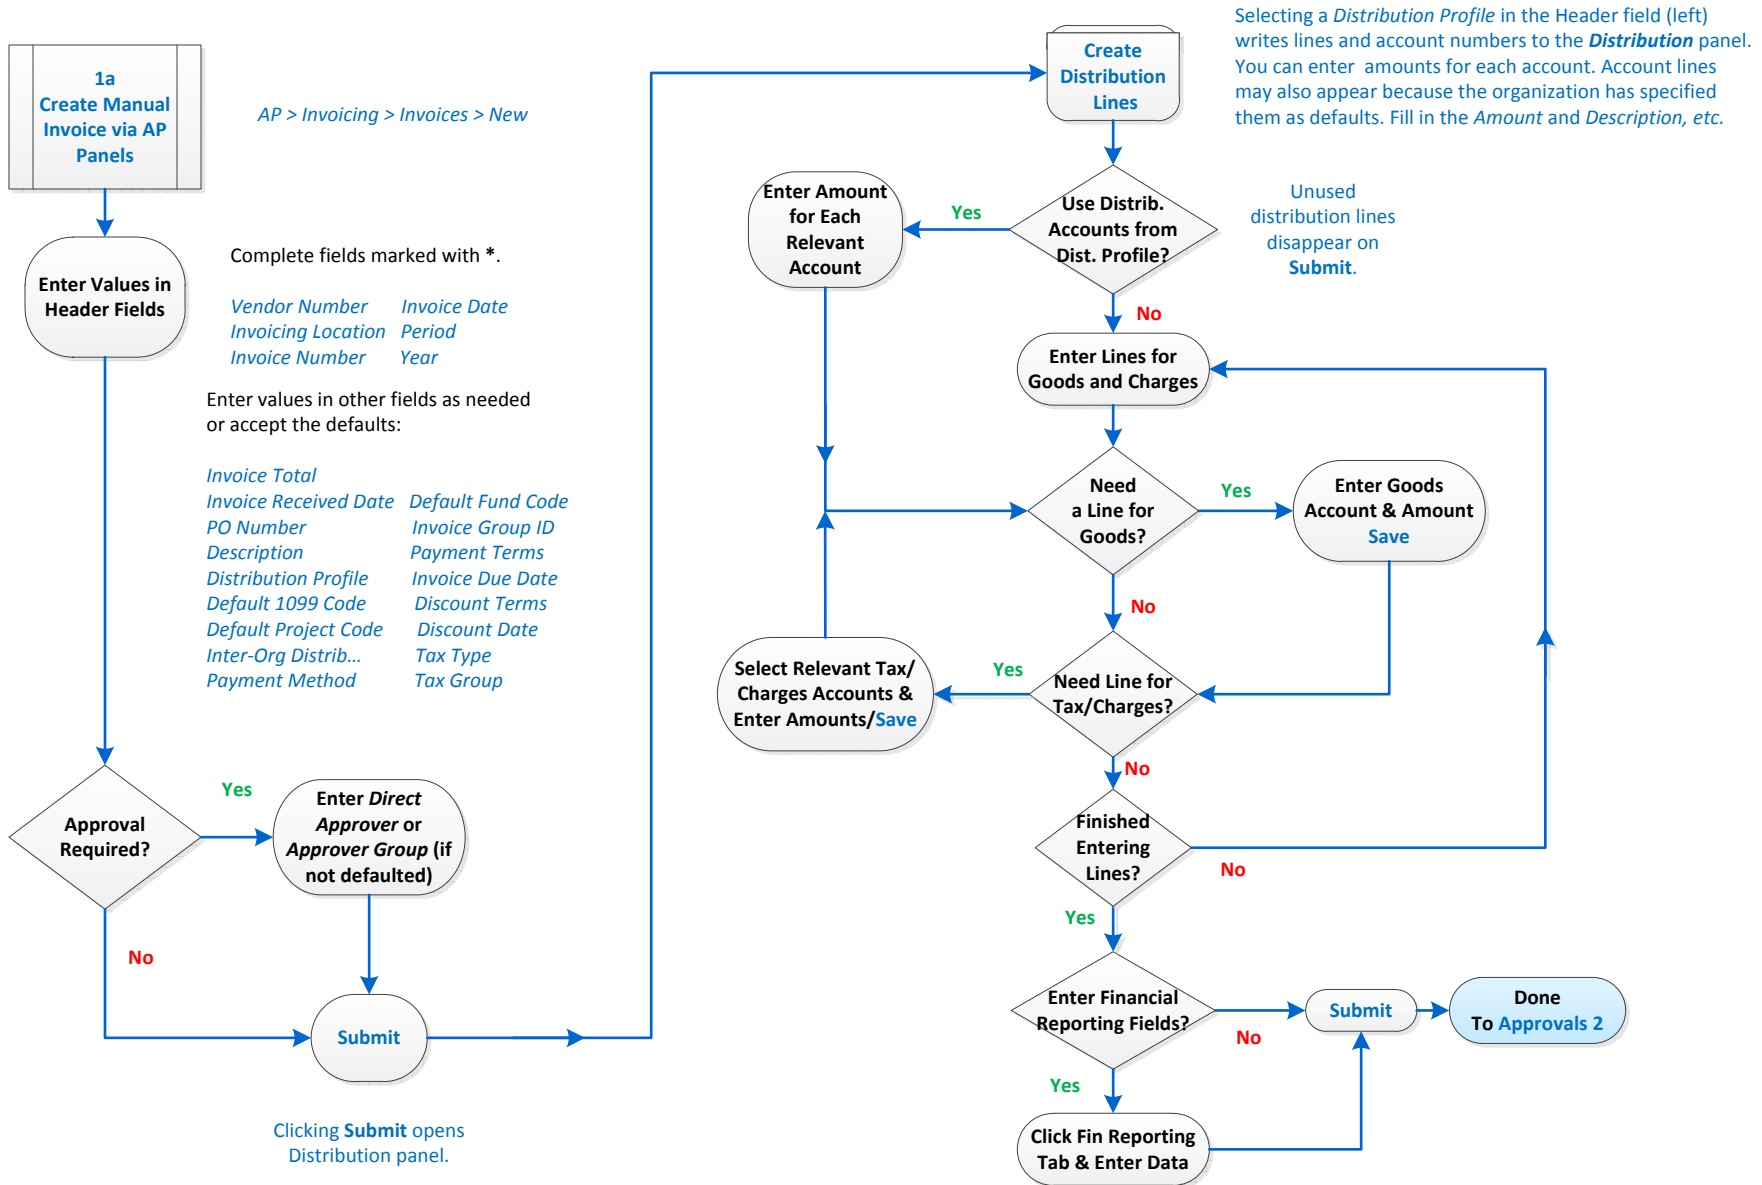 1a
Create Manual
Invoice via AP
Panels
AP > Invoicing > Invoices > New
Enter Values in
Header Fields
Complete fields marked with *.
Vendor Number Invoice Date
Invoicing Location Period
Invoice Number Year
Enter values in other fields as needed
or accept the defaults:
Invoice Total
Invoice Received Date Default Fund Code
PO Number Invoice Group ID
Description Payment Terms
Distribution Profile Invoice Due Date
Default 1099 Code Discount Terms
Default Project Code Discount Date
Inter-Org Distrib... Tax Type
Payment Method Tax Group
Approval
Required?
Yes
No
Enter Direct
Approver or
Approver Group (if
not defaulted)
Submit
Clicking Submit opens
Distribution panel.
Create
Distribution
Lines
Selecting a Distribution Profile in the Header field (left)
writes lines and account numbers to the Distribution panel.
You can enter amounts for each account. Account lines
may also appear because the organization has specified
them as defaults. Fill in the Amount and Description, etc.
Use Distrib.
Accounts from
Dist. Profile?
Yes
No
Enter Amount
for Each
Relevant
Account
Unused
distribution lines
disappear on
Submit.
Enter Lines for
Goods and Charges
Need
a Line for
Goods?
Yes
No
Enter Goods
Account & Amount
Save
Need Line for
Tax/Charges?
Yes
No
Select Relevant Tax/
Charges Accounts &
Enter Amounts/Save
Finished
Entering
Lines?
No
Yes
Enter Financial
Reporting Fields?
No
Yes
Submit
Done
To Approvals 2
Click Fin Reporting
Tab & Enter Data